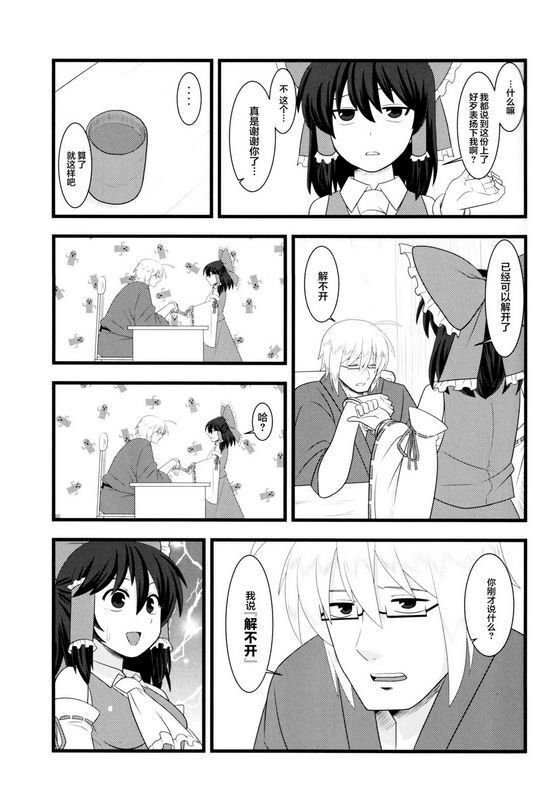 …什么嘛
我都说到这份上了
好歹表扬下我啊？
不 这个…
真是谢谢你了…
....
算了
就这样吧
已经可以解开了
解不开
哈？
你刚才说什么？
我说
『解不开』